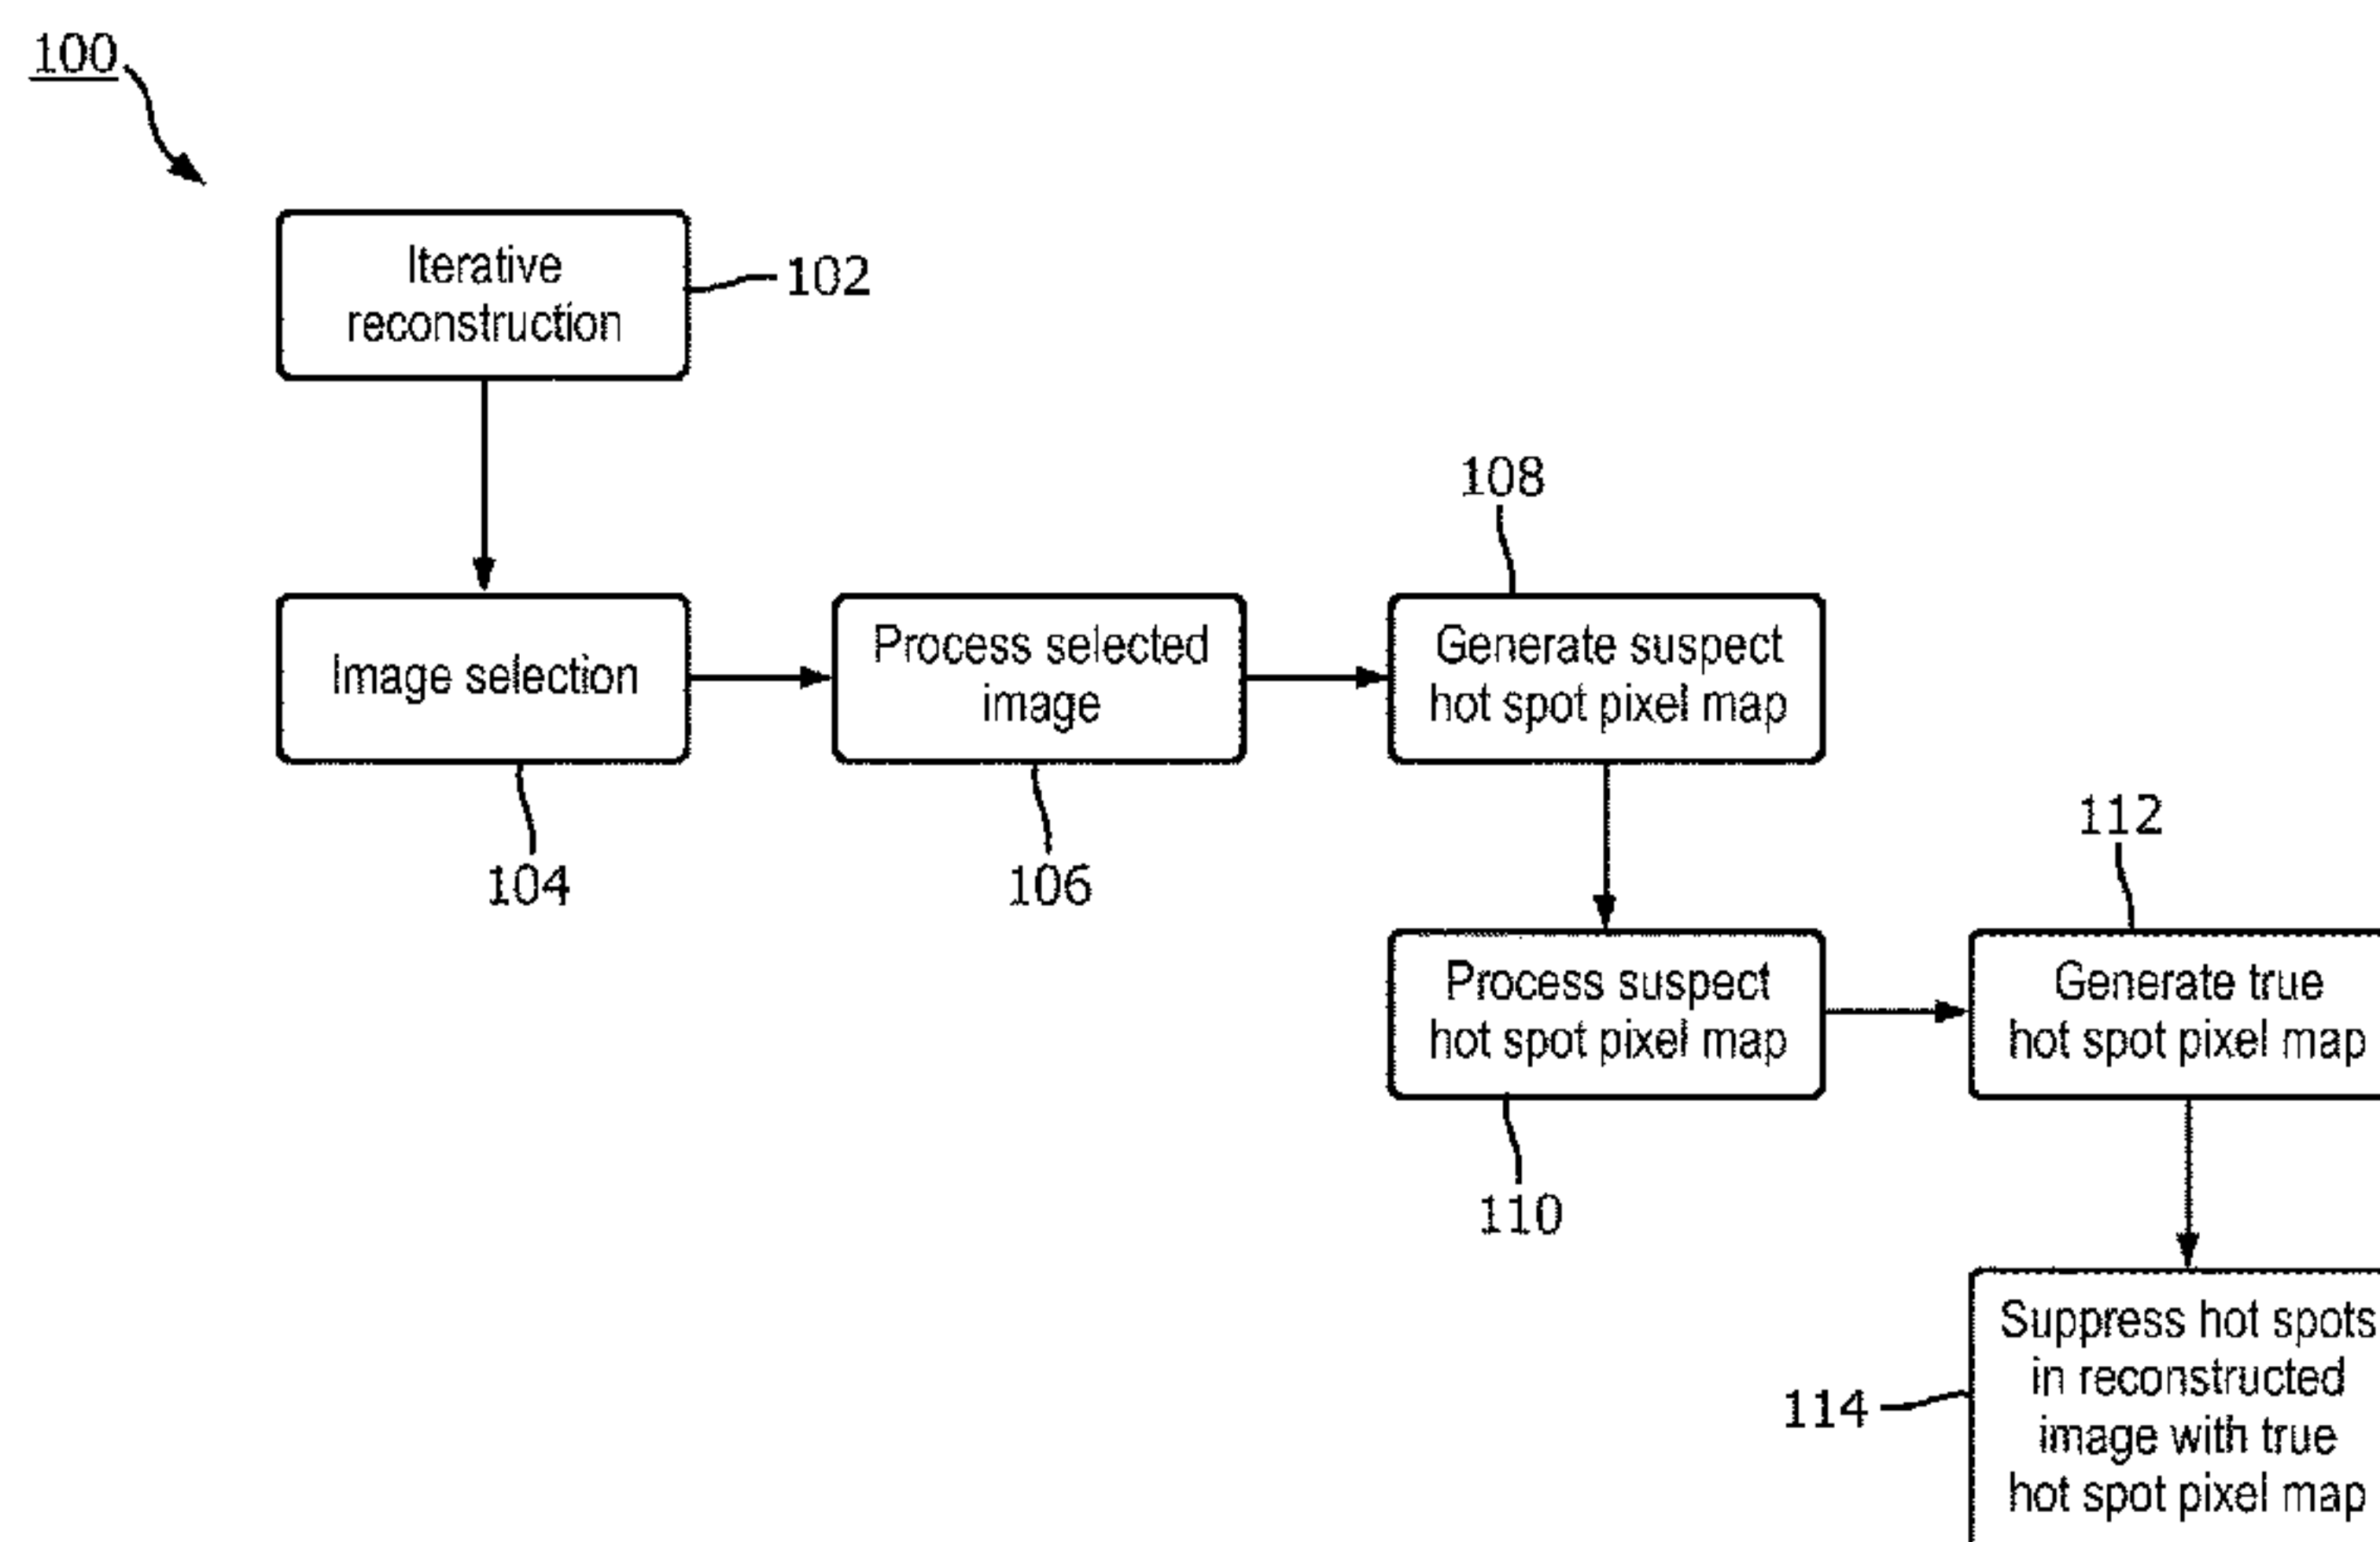 100
Iterative
reconstruction
102
108
Image selection
Process selected
image
Generate suspect
hot spot pixel map
104
106
112
Process suspect
hot spot pixel map
Generate true
hot spot pixel map
110
Suppress hot spots
in reconstructed
image with true
hot spot pixel map
114